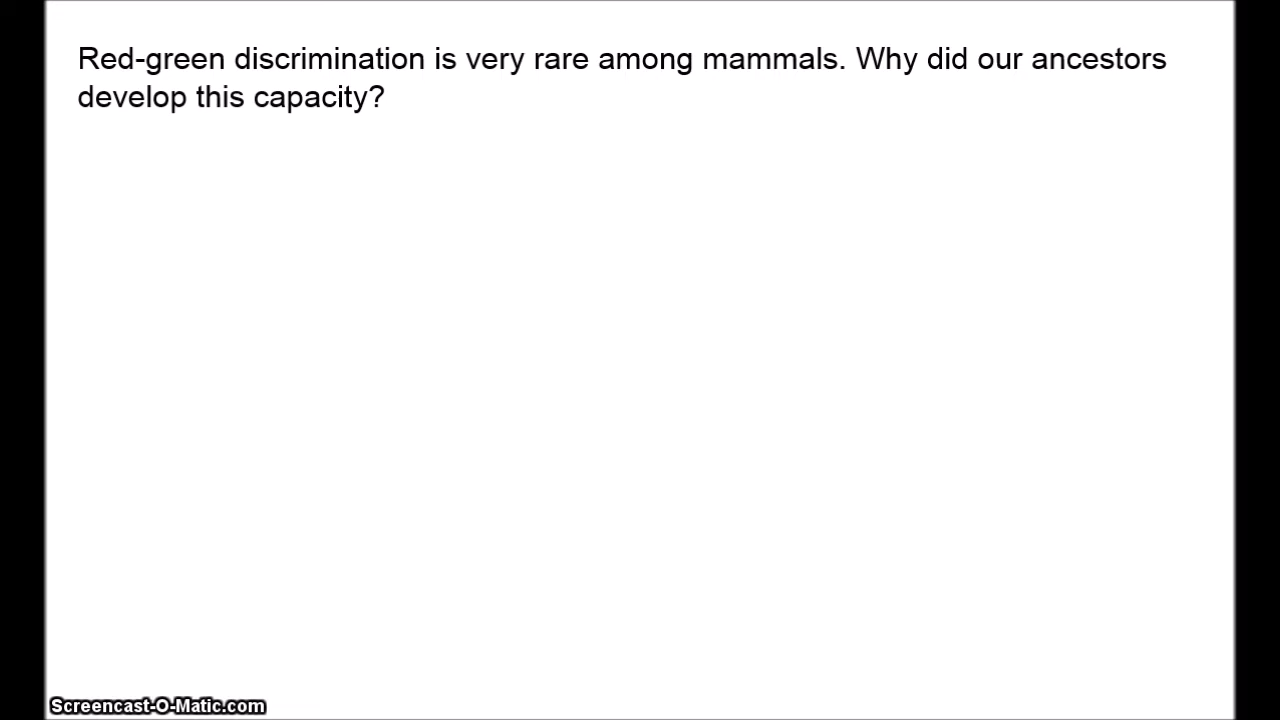 Red-green discrimination is very rare among mammals. Why did our ancestors
develop this capacity?
Screencast-O-Matic.com